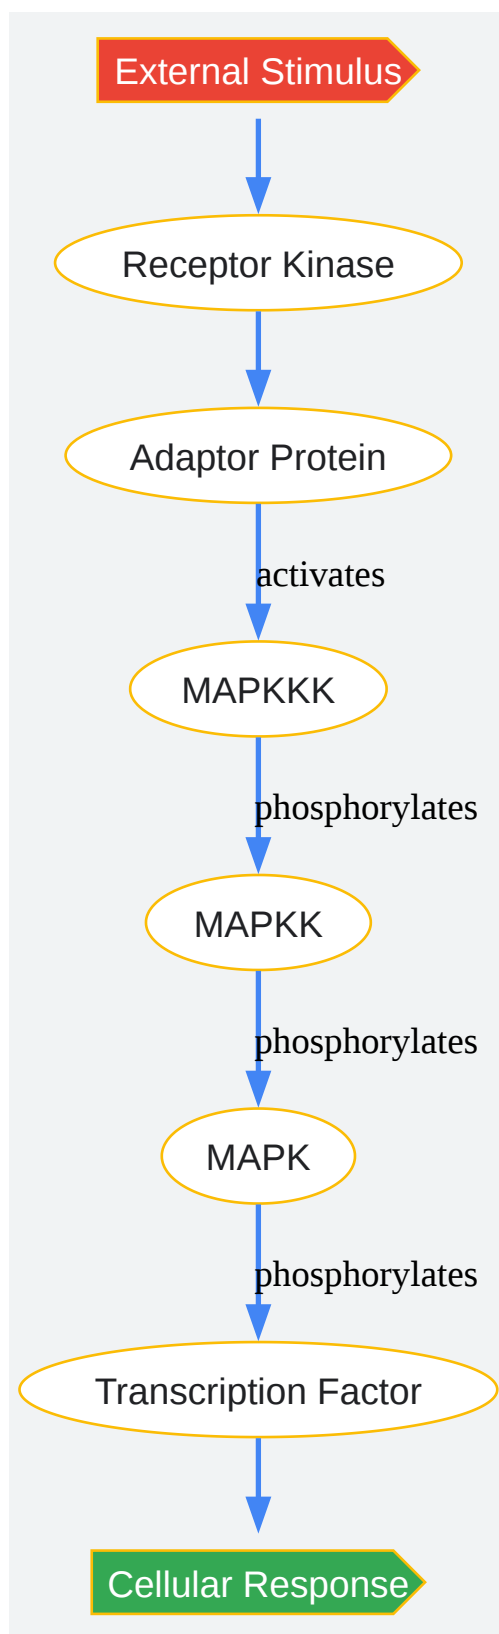 External Stimulus
Receptor Kinase
Adaptor Protein
activates
MAPKKK
phosphorylates
MAPKK
phosphorylates
MAPK
phosphorylates
Transcription Factor
Cellular Response